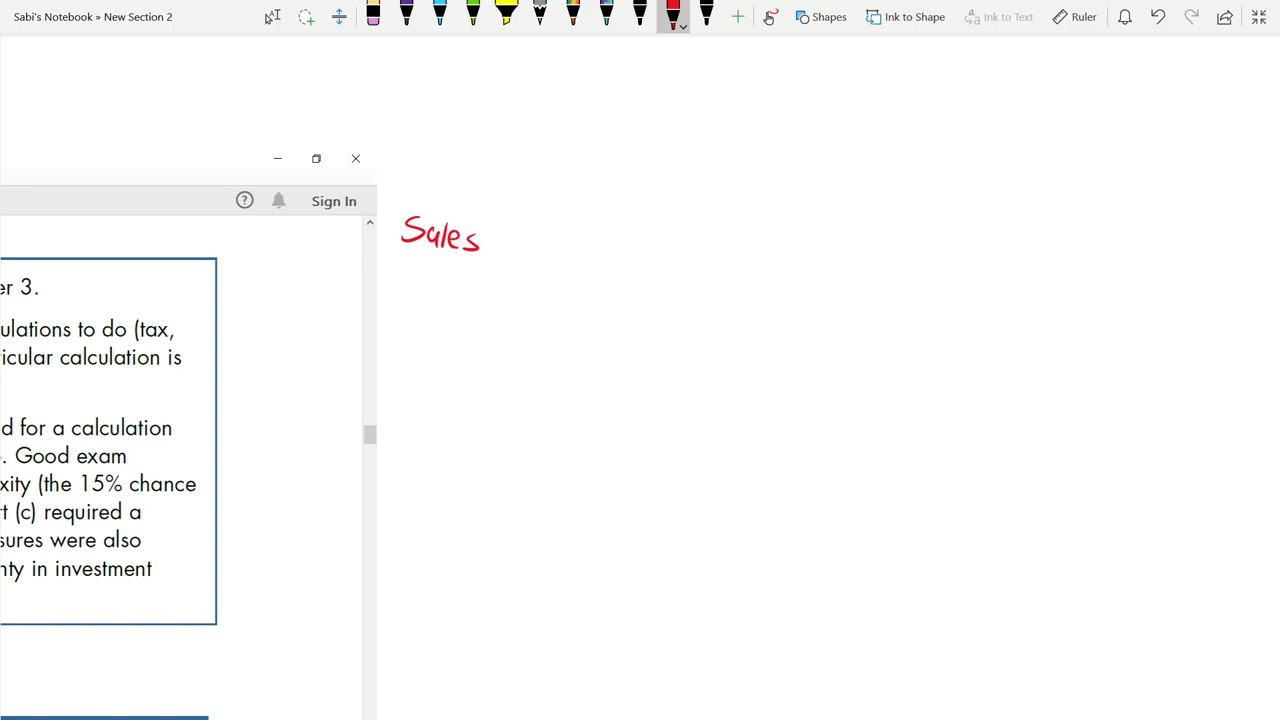 Sabi's Notebook » New Section 2
Shapes
Ink to Shape
Ink to Text
Ruler
Sign In
Sales
er 3.
ulations to do (tax,
icular calculation is
d for a calculation
. Good exam
xity (the 15% chance
t (c) required a
sures were also
nty in investment